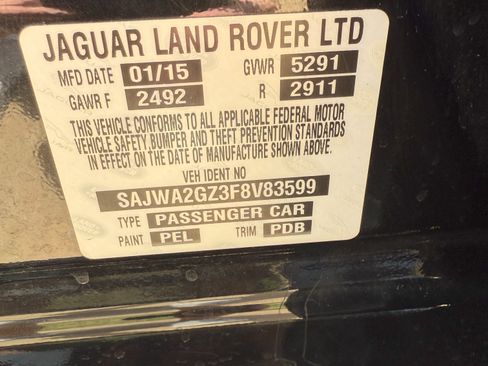 JAGUAR LAND ROVER LTD
MFD DATE 01/15 GVWR 5291
GAWR F 2492 R 2911
THIS VEHICLE CONFORMS TO ALL APPLICABLE FEDERAL MOTOR
VEHICLE SAFETY, BUMPER AND THEFT PREVENTION STANDARDS
IN EFFECT ON THE DATE OF MANUFACTURE SHOWN ABOVE.
VEH IDENT NO
SAJWA2GZ3F8V83599
TYPE PASSENGER CAR
PAINT PEL TRIM PDB